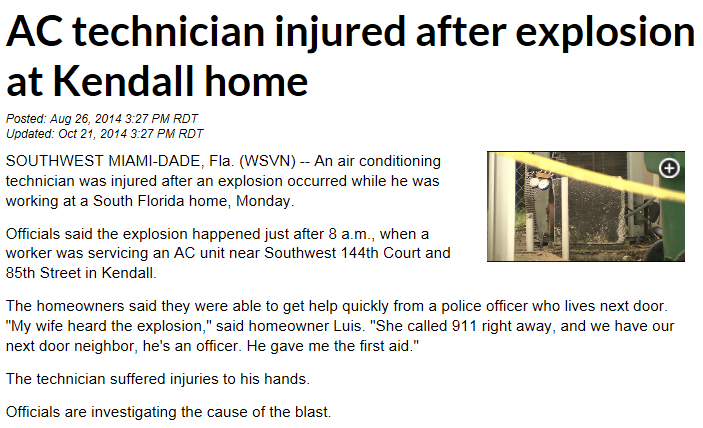 AC technician injured after explosion
at Kendall home
Posted: Aug 26, 2014 3:27 PM RDT
Updated: Oct 21, 2014 3:27 PM RDT
SOUTHWEST MIAMI-DADE, Fla. (WSVN) -- An air conditioning
technician was injured after an explosion occurred while he was
working at a South Florida home, Monday.
Officials said the explosion happened just after 8 a.m., when a
worker was servicing an AC unit near Southwest 144th Court and
85th Street in Kendall.
The homeowners said they were able to get help quickly from a police officer who lives next door.
"My wife heard the explosion," said homeowner Luis. "She called 911 right away, and we have our
next door neighbor, he's an officer. He gave me the first aid."
The technician suffered injuries to his hands.
Officials are investigating the cause of the blast.